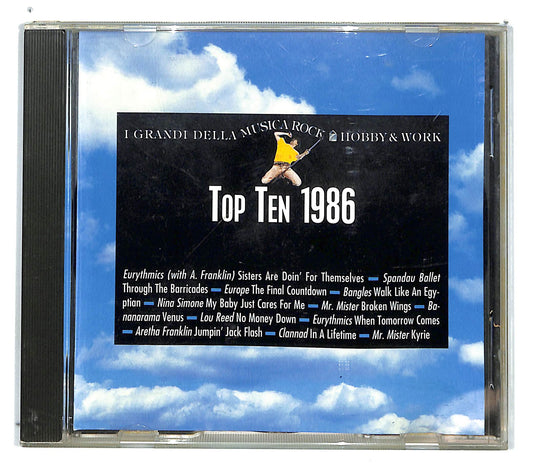 I GRANDI DELLA MUSICA ROCK HOBBY & WORK
TOP TEN 1986
Eurythmics (with A. Franklin) Sisters Are Doin' For Themselves — Spandau Ballet
Through The Barricades — Europe The Final Countdown — Bangles Walk Like An Egy-
ptian — Nina Simone My Baby Just Cares For Me — Mr. Mister Broken Wings — Ba-
nanarama Venus — Lou Reed No Money Down — Eurythmics When Tomorrow Comes
— Aretha Franklin Jumpin' Jack Flash — Clannad In A Lifetime — Mr. Mister Kyrie